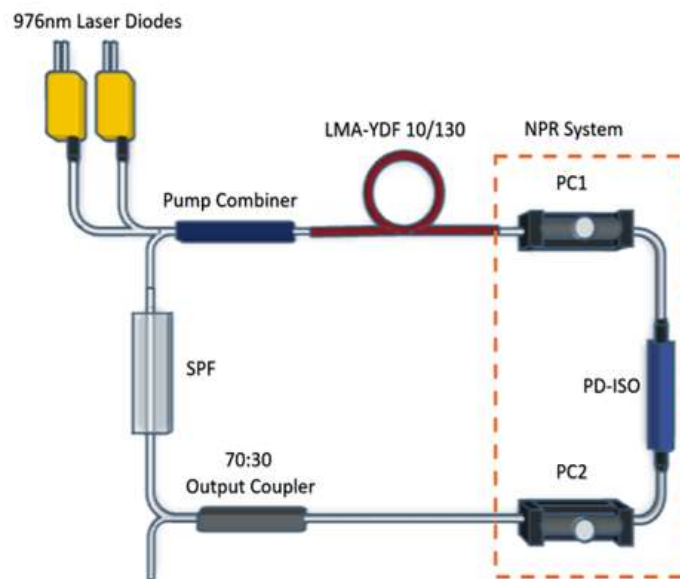 976nm Laser Diodes
LMA-YDF 10/130
NPR System
Pump Combiner
PC1
SPF
PD-ISO
70:30
Output Coupler
PC2